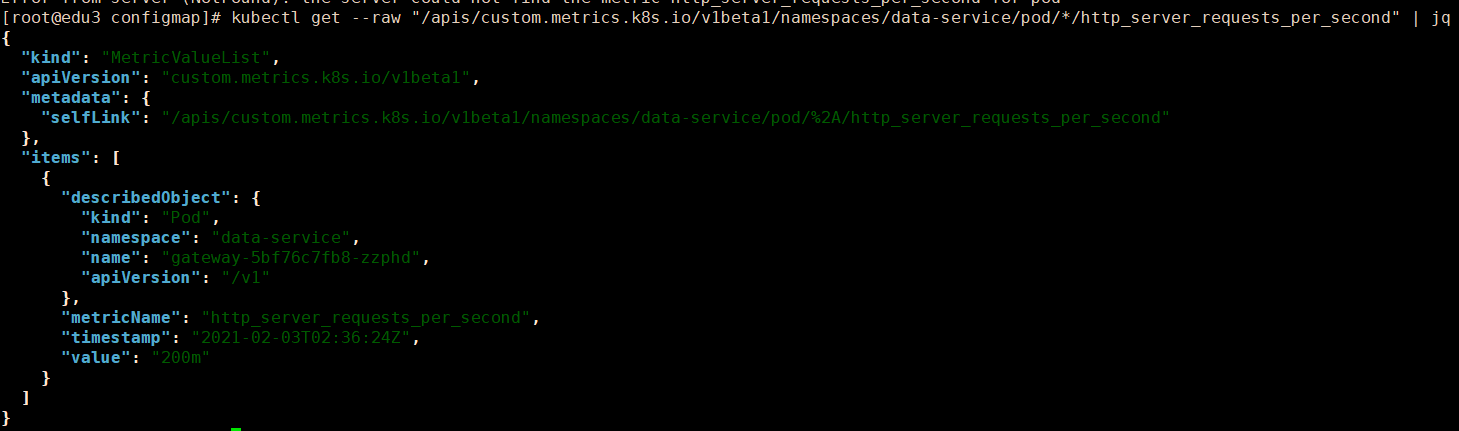 Error from server (NotFound): the server could not find the metric http_server_requests_per_second for pod
[root@edu3 configmap]# kubectl get --raw "/apis/custom.metrics.k8s.io/v1beta1/namespaces/data-service/pod/*/http_server_requests_per_second" | jq
{
  "kind": "MetricValueList",
  "apiVersion": "custom.metrics.k8s.io/v1beta1",
  "metadata": {
    "selfLink": "/apis/custom.metrics.k8s.io/v1beta1/namespaces/data-service/pod/%2A/http_server_requests_per_second"
  },
  "items": [
    {
      "describedObject": {
        "kind": "Pod",
        "namespace": "data-service",
        "name": "gateway-5bf76c7fb8-zzphd",
        "apiVersion": "/v1"
      },
      "metricName": "http_server_requests_per_second",
      "timestamp": "2021-02-03T02:36:24Z",
      "value": "200m"
    }
  ]
}